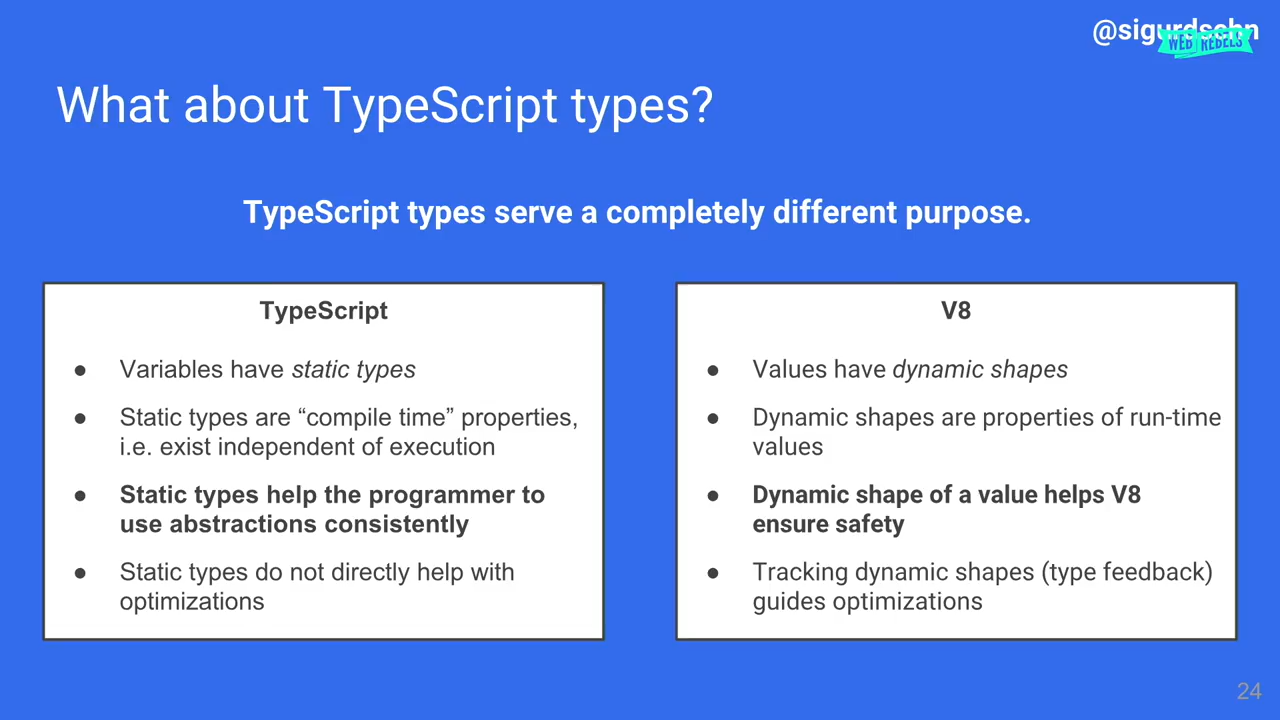 @sigurdschn
WEB REBELS
What about TypeScript types?
TypeScript types serve a completely different purpose.
TypeScript
● Variables have static types
● Static types are “compile time” properties,
i.e. exist independent of execution
● Static types help the programmer to
use abstractions consistently
● Static types do not directly help with
optimizations
V8
● Values have dynamic shapes
● Dynamic shapes are properties of run-time
values
● Dynamic shape of a value helps V8
ensure safety
● Tracking dynamic shapes (type feedback)
guides optimizations
24